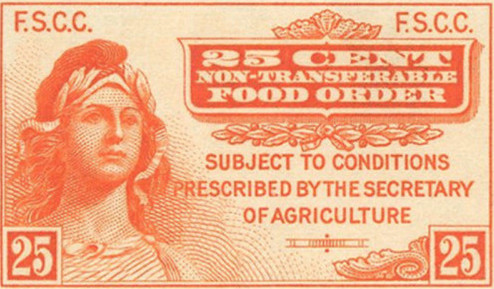 F.S.C.C. F.S.C.C.
25 CENT
NON-TRANSFERABLE
FOOD ORDER
SUBJECT TO CONDITIONS
PRESCRIBED BY THE SECRETARY
OF AGRICULTURE
25 25